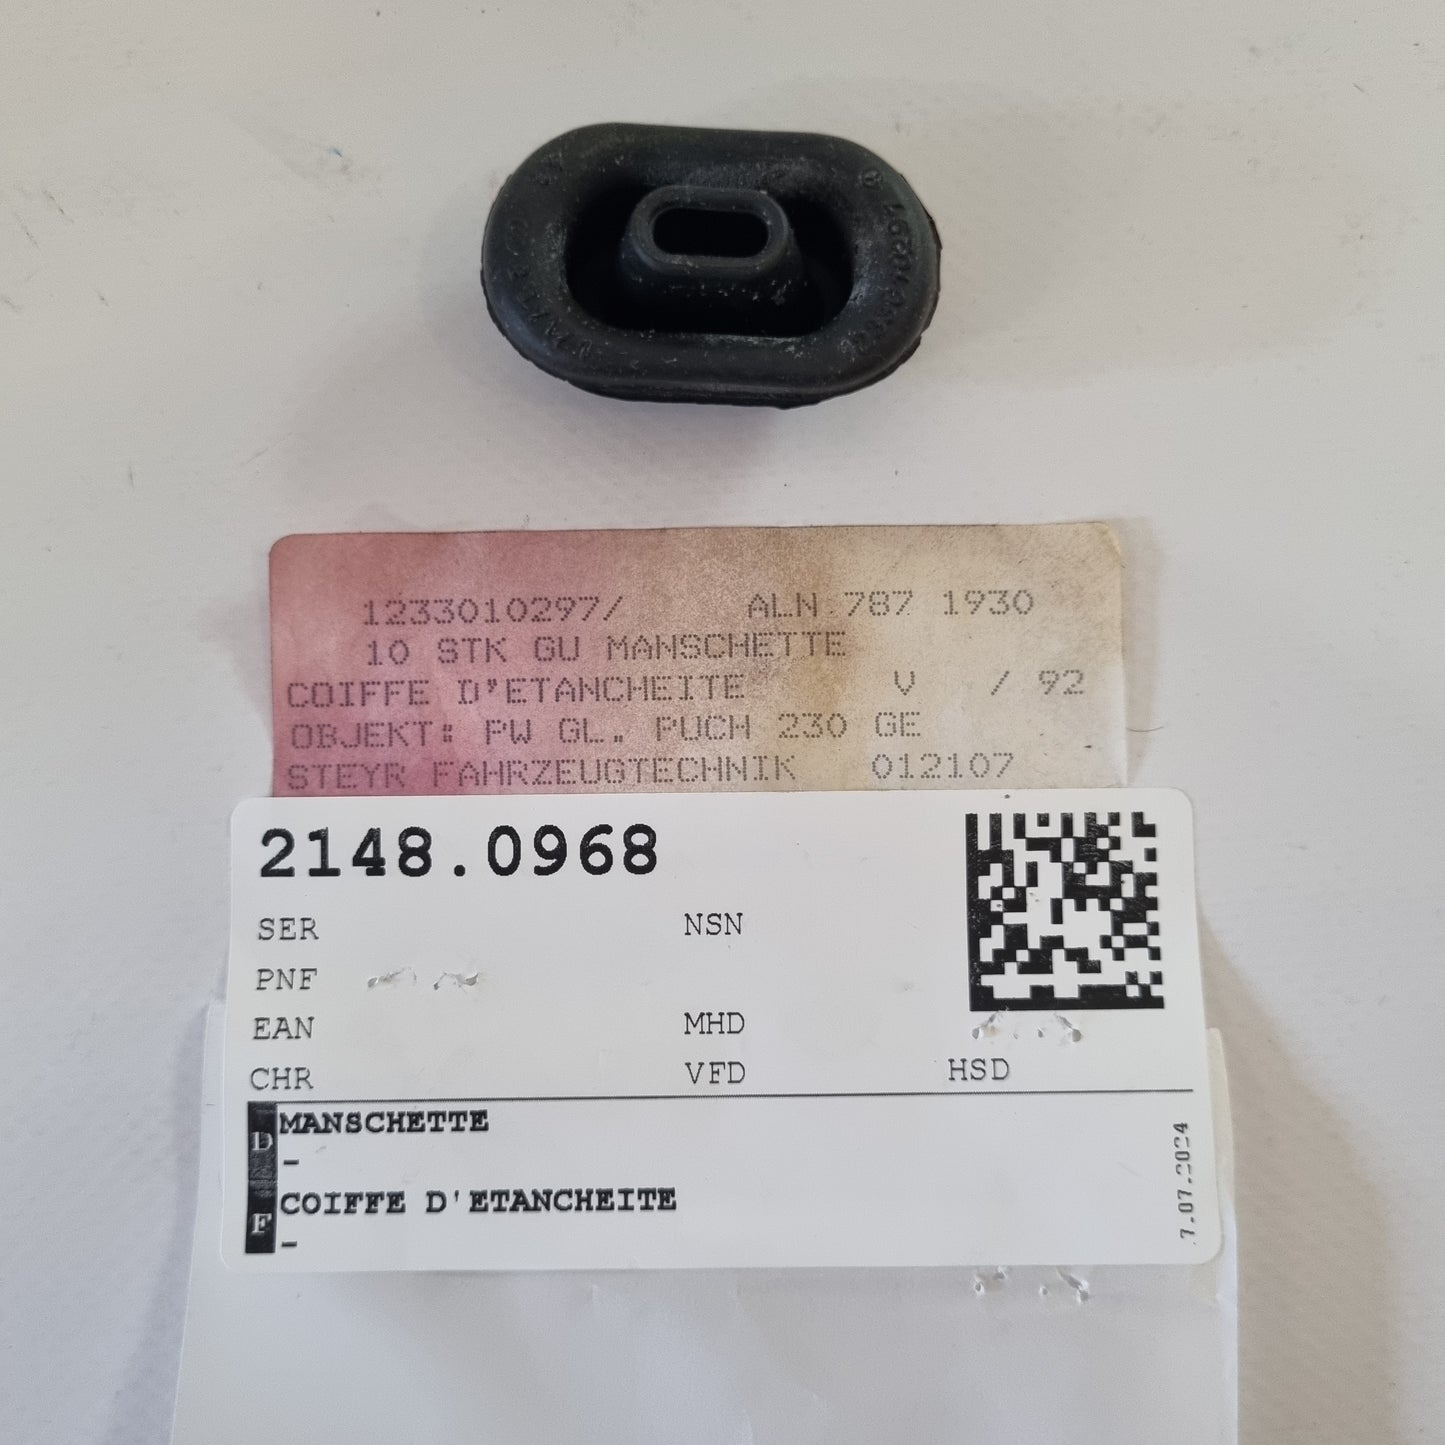 1233010297/ ALN 787 1930
10 STK GU MANSCHETTE
COIFFE D'ETANCHEITE V / 92
OBJEKT: PW GL. PUCH 230 GE
STEYR FAHRZEUGTECHNIK 012107
2148.0968
SER NSN
PNF
EAN MHD
CHR VFD HSD
D MANSCHETTE
-
F COIFFE D'ETANCHEITE
-
7.07.2024